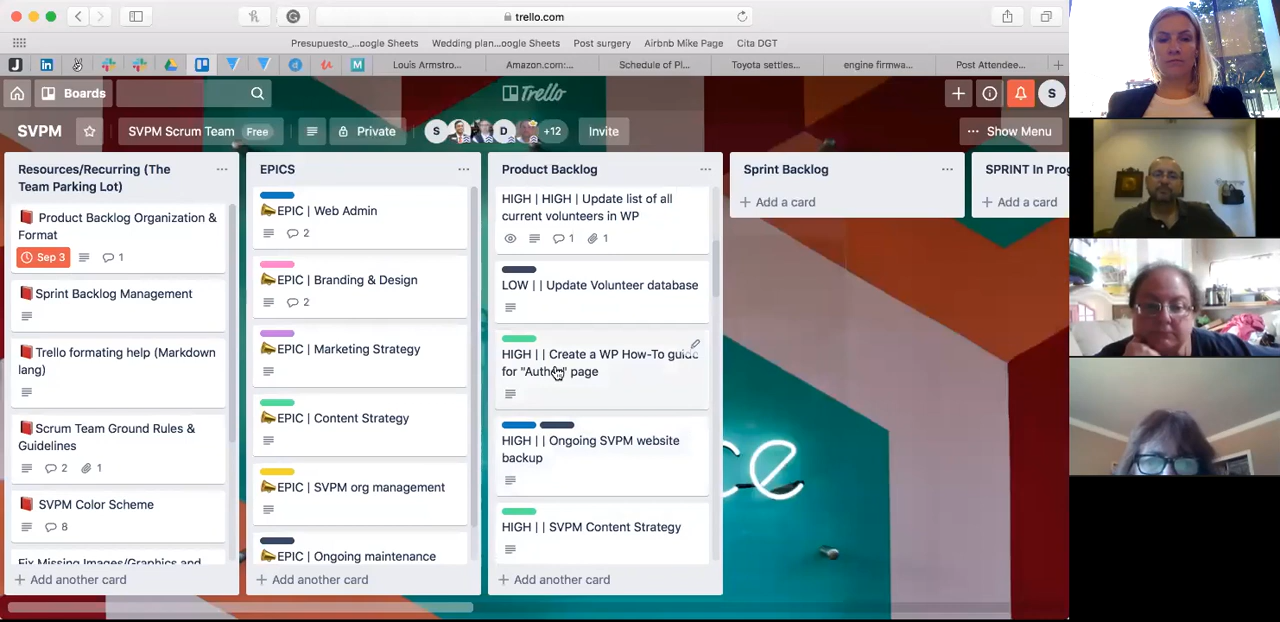 trello.com
Presupuesto_...oogle Sheets
Wedding plan...oogle Sheets
Post surgery
Airbnb Mike Page
Cita DGT
Louis Armstro...
Amazon.com:...
Schedule of Pl...
Toyota settles...
engine firmwa...
Post Attendee...
Boards
Trello
S
SVPM
SVPM Scrum Team
Free
Private
S
D
+12
Invite
... Show Menu
Resources/Recurring (The
Team Parking Lot)
Product Backlog Organization &
Format
Sep 3
1
Sprint Backlog Management
Trello formating help (Markdown
lang)
Scrum Team Ground Rules &
Guidelines
2
1
SVPM Color Scheme
8
Fix Missing Images/Graphics and
+ Add another card
EPICS
EPIC | Web Admin
2
EPIC | Branding & Design
2
EPIC | Marketing Strategy
EPIC | Content Strategy
EPIC | SVPM org management
EPIC | Ongoing maintenance
+ Add another card
Product Backlog
HIGH | HIGH | Update list of all
current volunteers in WP
1
1
LOW | | Update Volunteer database
HIGH | | Create a WP How-To guide
for "Author" page
HIGH | | Ongoing SVPM website
backup
HIGH | | SVPM Content Strategy
+ Add another card
Sprint Backlog
+ Add a card
SPRINT In Prog
+ Add a card
ce